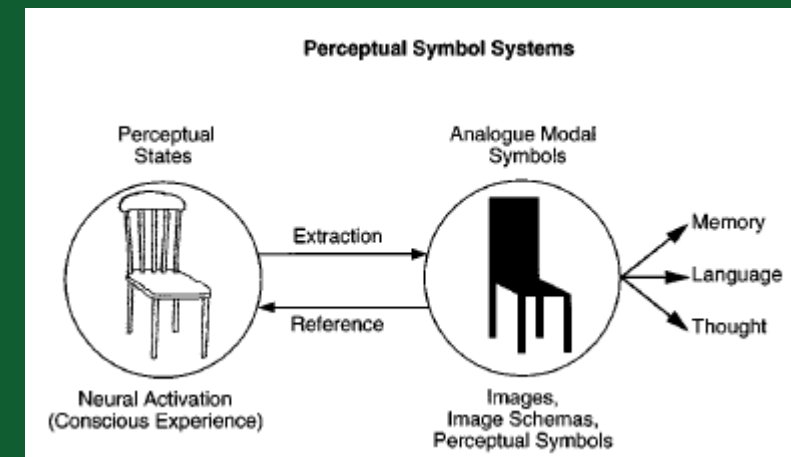 Perceptual Symbol Systems
Perceptual
States
Analogue Modal
Symbols
Extraction
Reference
Memory
Language
Thought
Neural Activation
(Conscious Experience)
Images,
Image Schemas,
Perceptual Symbols